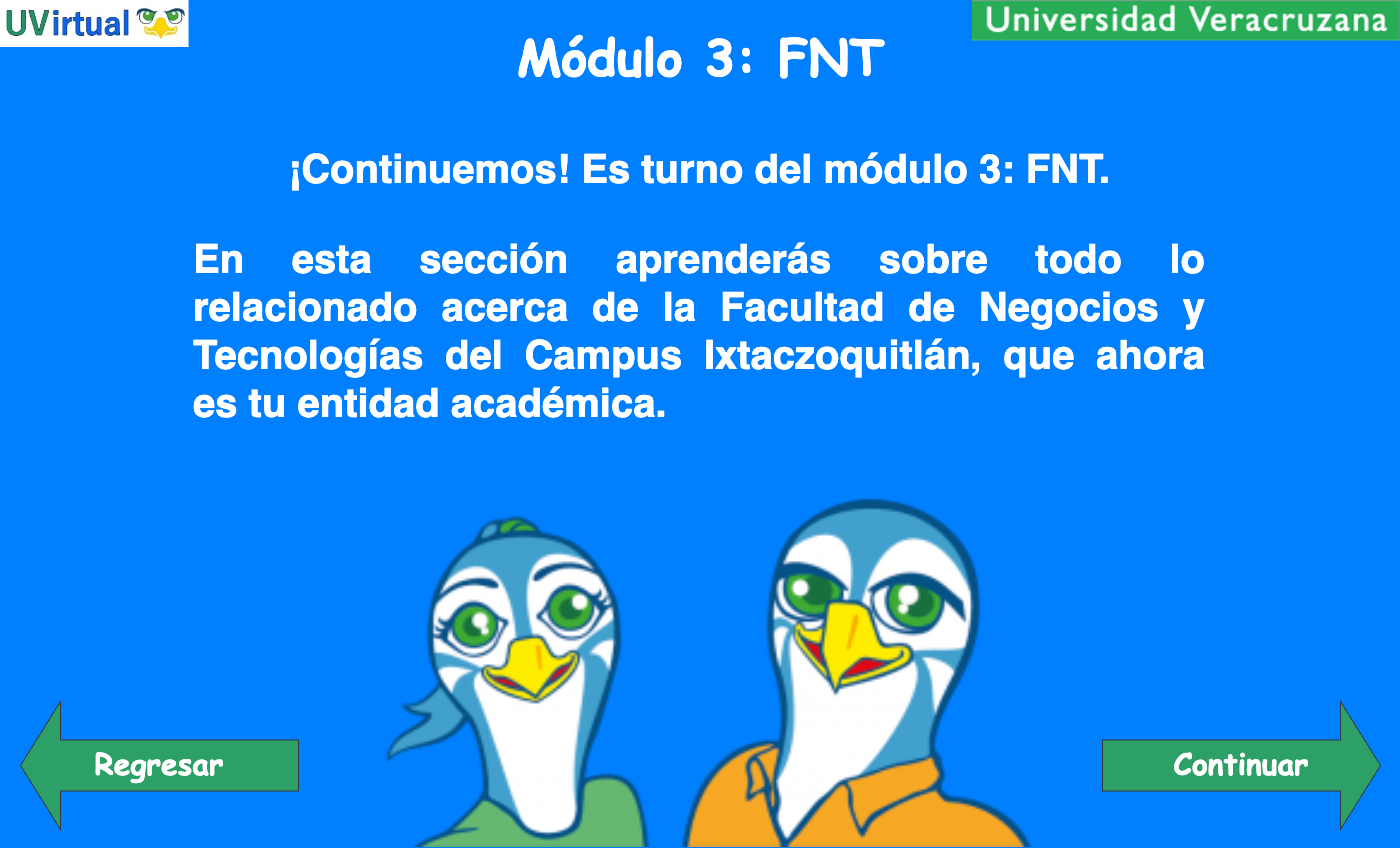 UVirtual
Universidad Veracruzana
Módulo 3: FNT
¡Continuemos! Es turno del módulo 3: FNT.
En esta sección aprenderás sobre todo lo
relacionado acerca de la Facultad de Negocios y
Tecnologías del Campus Ixtaczoquitlán, que ahora
es tu entidad académica.
Regresar
Continuar